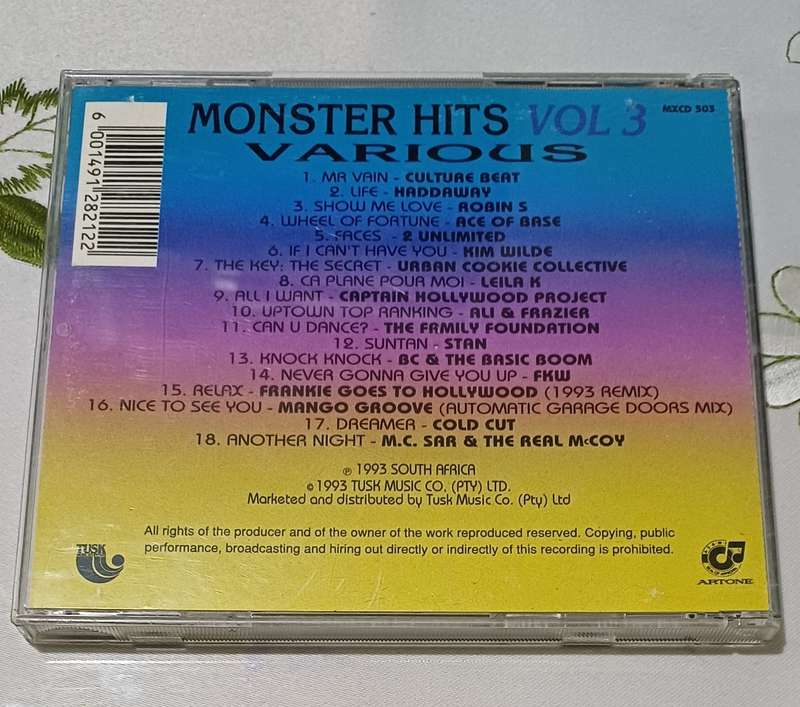 MONSTER HITS VOL 3
MXCD 503
VARIOUS
6 001491 282122
1. MR VAIN - CULTURE BEAT
2. LIFE - HADDAWAY
3. SHOW ME LOVE - ROBIN S
4. WHEEL OF FORTUNE - ACE OF BASE
5. FACES - 2 UNLIMITED
6. IF I CAN'T HAVE YOU - KIM WILDE
7. THE KEY: THE SECRET - URBAN COOKIE COLLECTIVE
8. CA PLANE POUR MOI - LEILA K
9. ALL I WANT - CAPTAIN HOLLYWOOD PROJECT
10. UPTOWN TOP RANKING - ALI & FRAZIER
11. CAN U DANCE? - THE FAMILY FOUNDATION
12. SUNTAN - STAN
13. KNOCK KNOCK - BC & THE BASIC BOOM
14. NEVER GONNA GIVE YOU UP - FKW
15. RELAX - FRANKIE GOES TO HOLLYWOOD (1993 REMIX)
16. NICE TO SEE YOU - MANGO GROOVE (AUTOMATIC GARAGE DOORS MIX)
17. DREAMER - COLD CUT
18. ANOTHER NIGHT - M.C. SAR & THE REAL McCOY
℗ 1993 SOUTH AFRICA
© 1993 TUSK MUSIC CO. (PTY) LTD.
Marketed and distributed by Tusk Music Co. (Pty) Ltd
All rights of the producer and of the owner of the work reproduced reserved. Copying, public
performance, broadcasting and hiring out directly or indirectly of this recording is prohibited.
TUSK
ARTONE